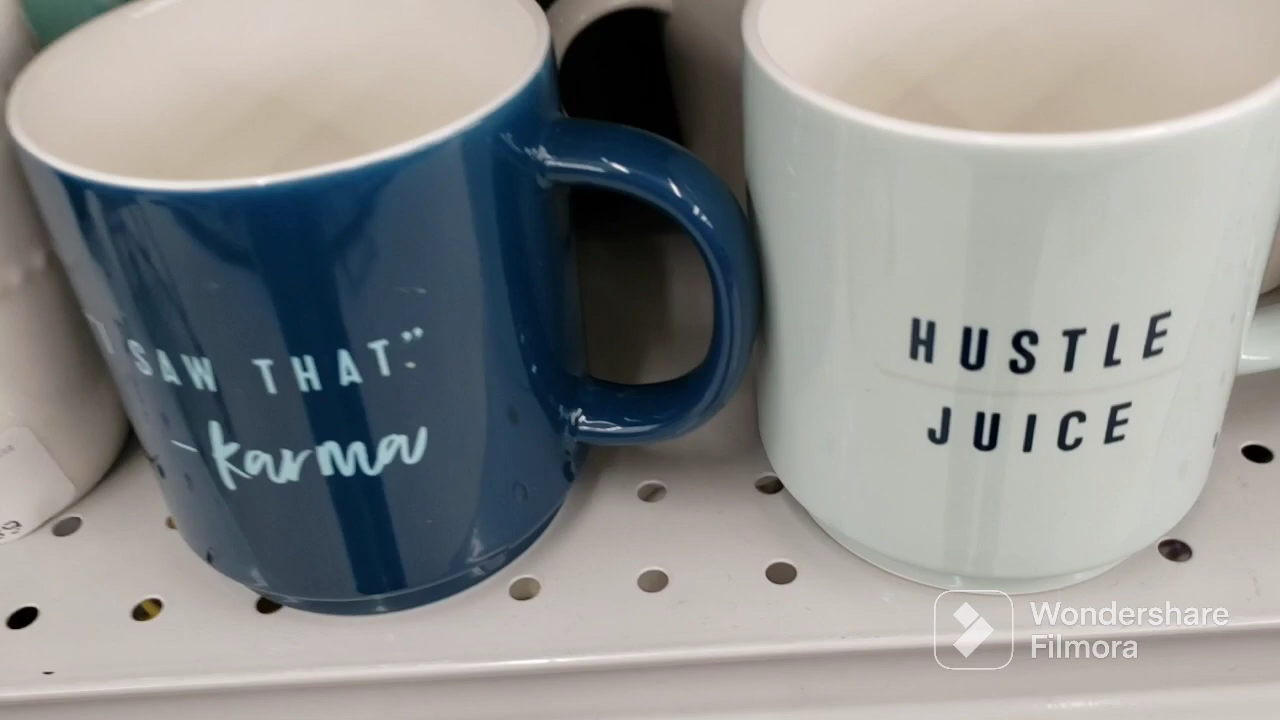 "I SAW THAT."
-karma
HUSTLE
JUICE
Wondershare
Filmora